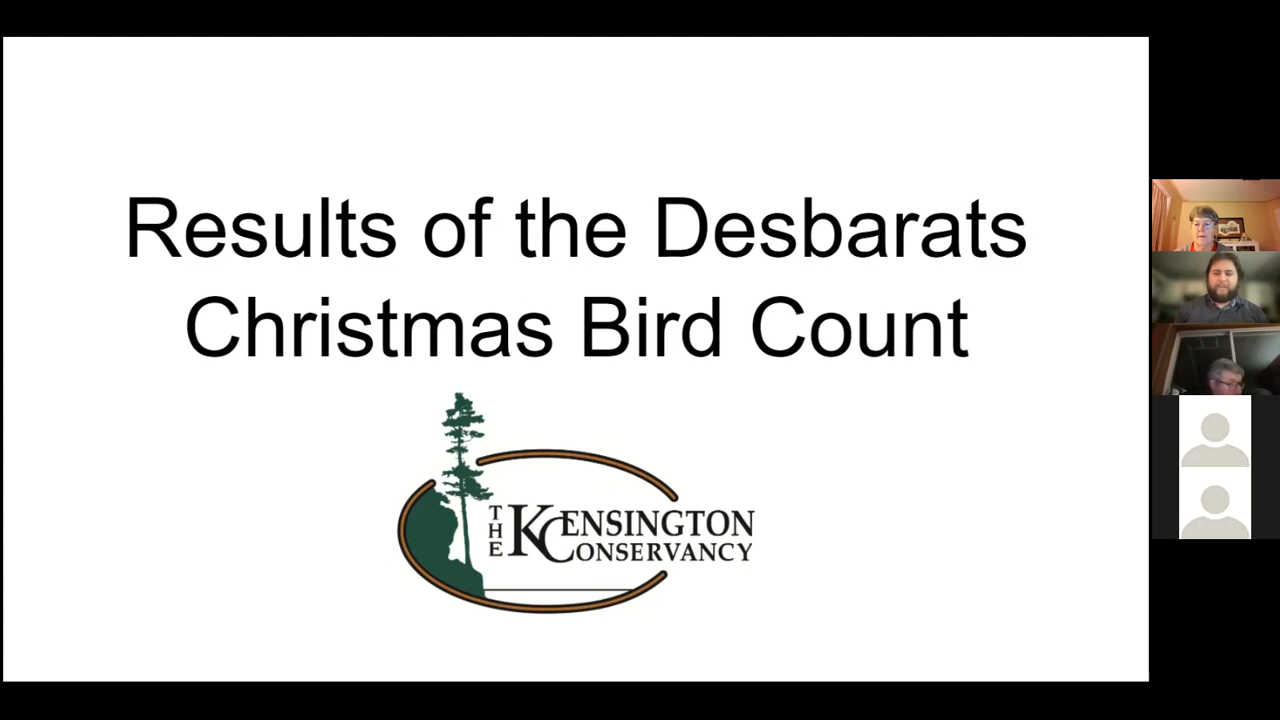 Results of the Desbarats
Christmas Bird Count
THE KENSINGTON
CONSERVANCY